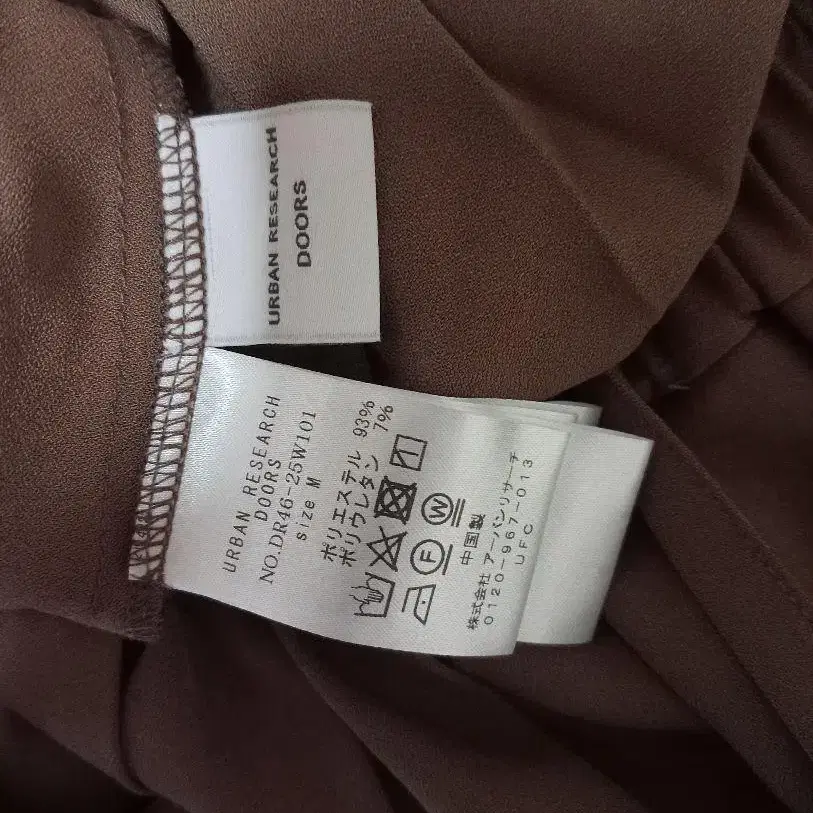 URBAN RESEARCH
DOORS
URBAN RESEARCH
DOORS
NO.DR46-25W101
size M
ポリエステル 93%
ポリウレタン 7%
F W
中国製
株式会社 アーバンリサーチ
0120-967-013
UFC